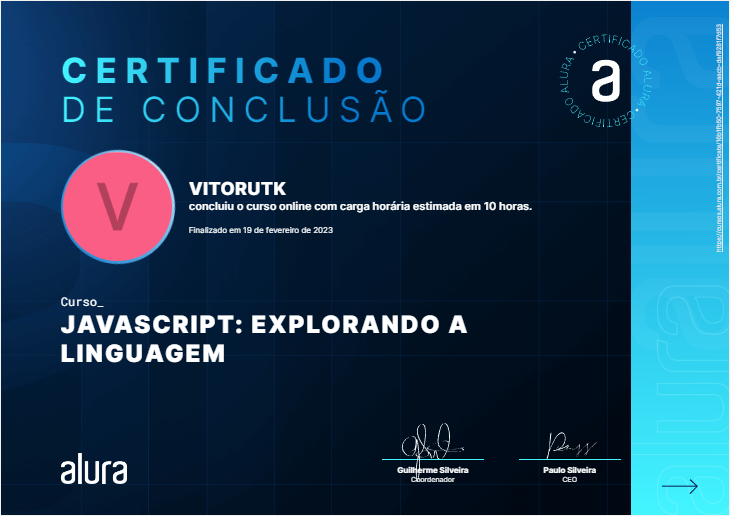 CERTIFICADO
DE CONCLUSÃO
CERTIFICADO ALURA • CERTIFICADO ALURA •
a
V
VITORUTK
concluiu o curso online com carga horária estimada em 10 horas.
Finalizado em 19 de fevereiro de 2023
Curso_
JAVASCRIPT: EXPLORANDO A
LINGUAGEM
alura
Guilherme Silveira
Coordenador
Paulo Silveira
CEO
alura